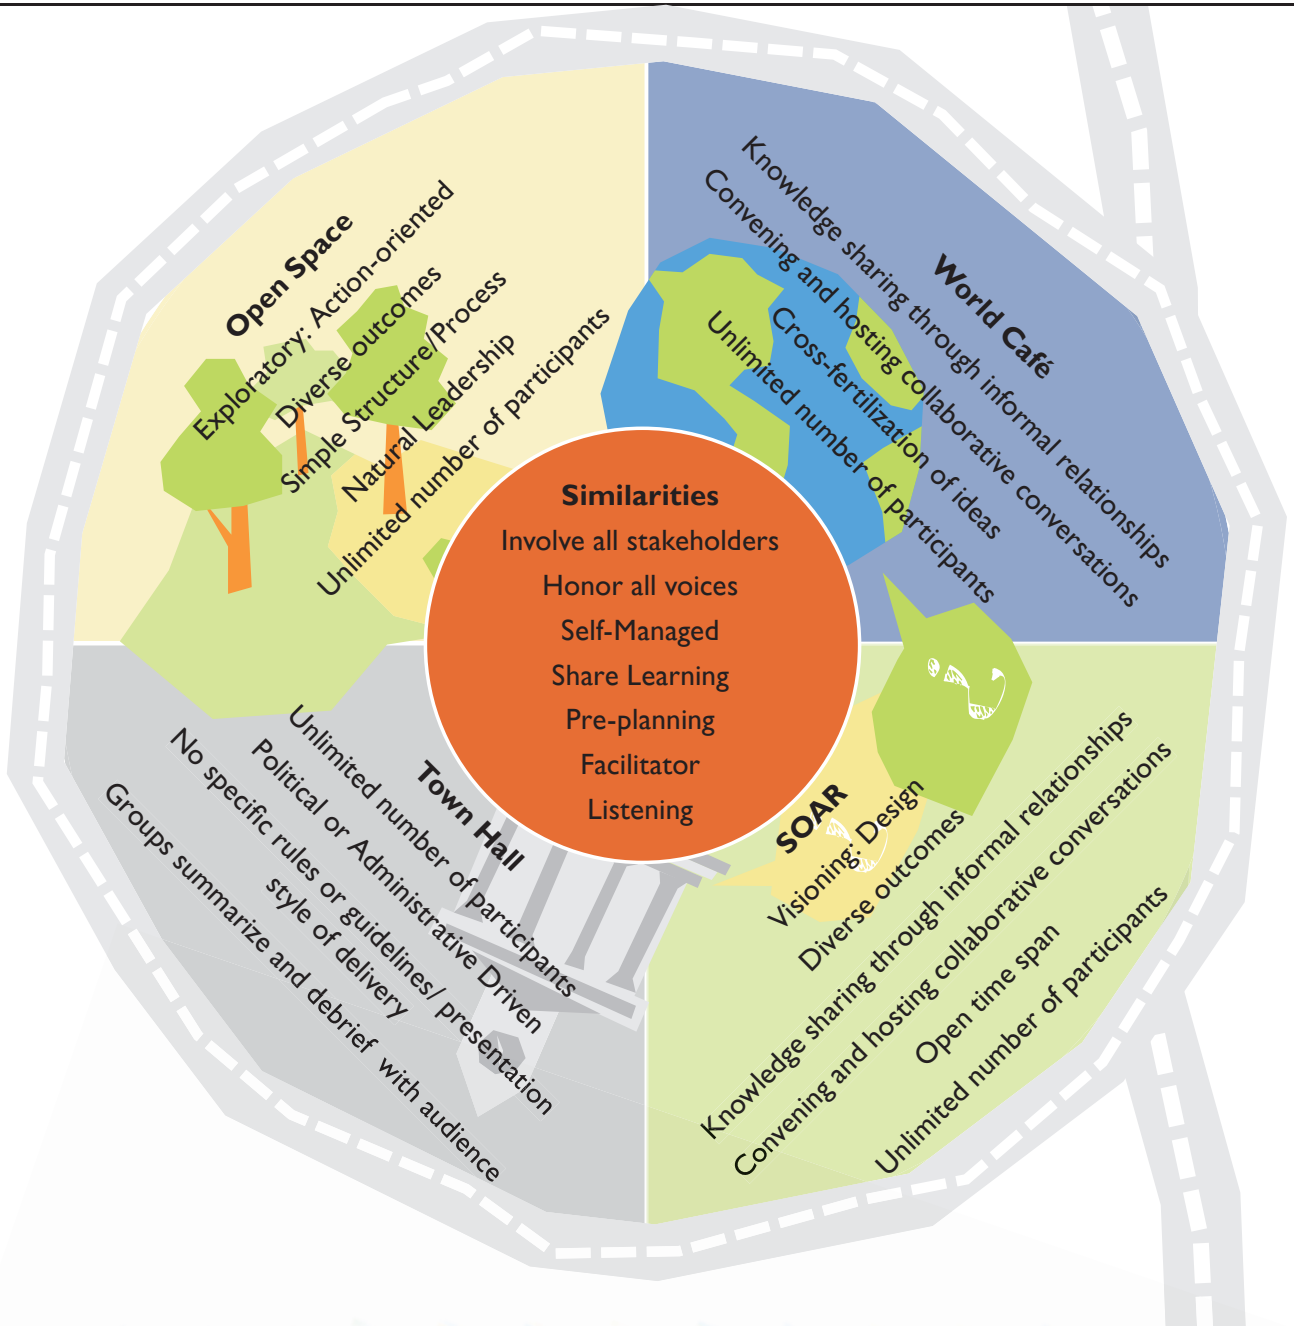 Open Space
Exploratory: Action-oriented
Diverse outcomes
Simple Structure/Process
Natural Leadership
Unlimited number of participants
World Café
Knowledge sharing through informal relationships
Convening and hosting collaborative conversations
Cross-fertilization of ideas
Unlimited number of participants
Similarities
Involve all stakeholders
Honor all voices
Self-Managed
Share Learning
Pre-planning
Facilitator
Listening
Town Hall
Unlimited number of participants
Political or Administrative Driven
No specific rules or guidelines/ presentation
style of delivery
Groups summarize and debrief with audience
SOAR
Visioning: Design
Diverse outcomes
Knowledge sharing through informal relationships
Convening and hosting collaborative conversations
Open time span
Unlimited number of participants